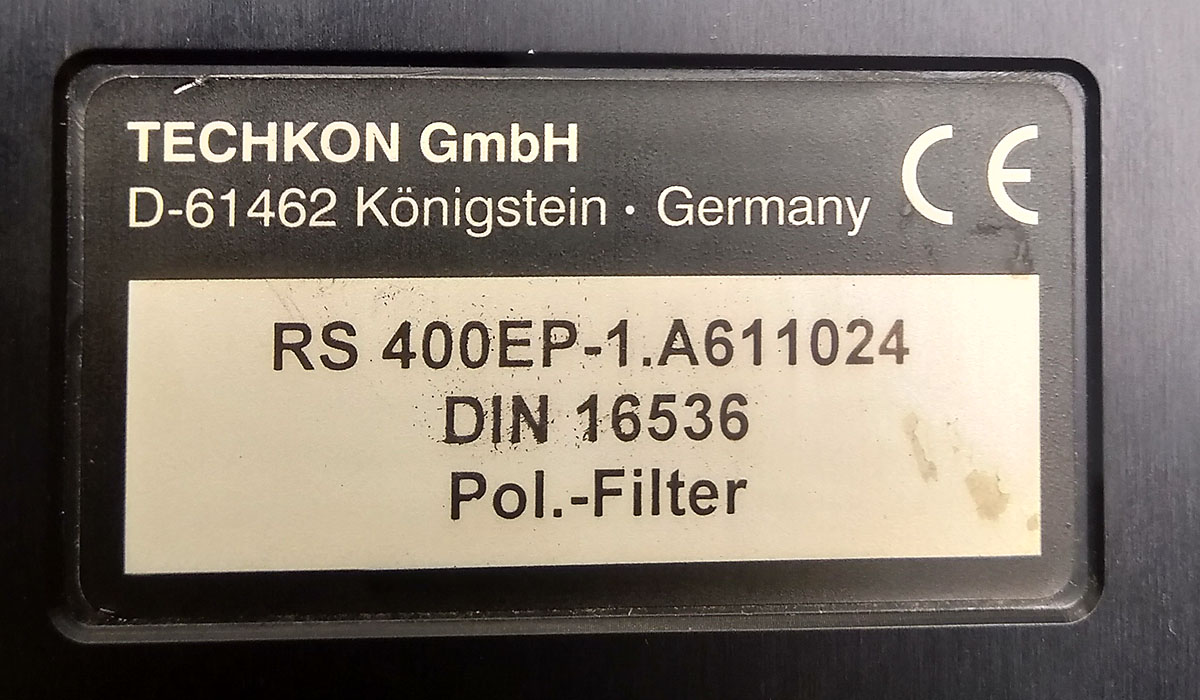 TECHKON GmbH
D-61462 Königstein · Germany
CE
RS 400EP-1.A611024
DIN 16536
Pol.-Filter